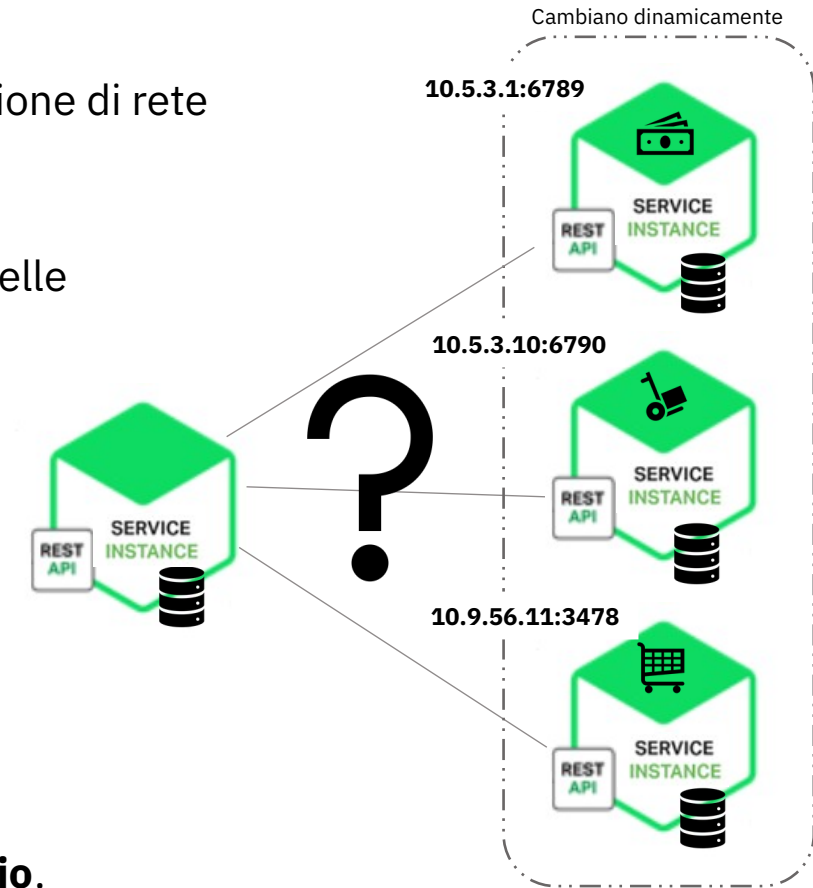 Cambiano dinamicamente
ione di rete
10.5.3.1:6789
SERVICE
INSTANCE
REST
API
elle
10.5.3.10:6790
SERVICE
INSTANCE
REST
API
?
SERVICE
INSTANCE
REST
API
10.9.56.11:3478
SERVICE
INSTANCE
REST
API
io.